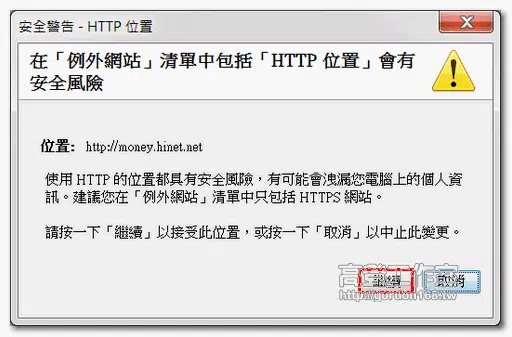 安全警告 - HTTP 位置
在「例外網站」清單中包括「HTTP 位置」會有
安全風險
位置: http://money.hinet.net
使用 HTTP 的位置都具有安全風險，有可能會洩漏您電腦上的個人資
訊。建議您在「例外網站」清單中只包括 HTTPS 網站。
請按一下「繼續」以接受此位置，或按一下「取消」以中止此變更。
繼續 取消
高登工作室
http://gordon168.tw